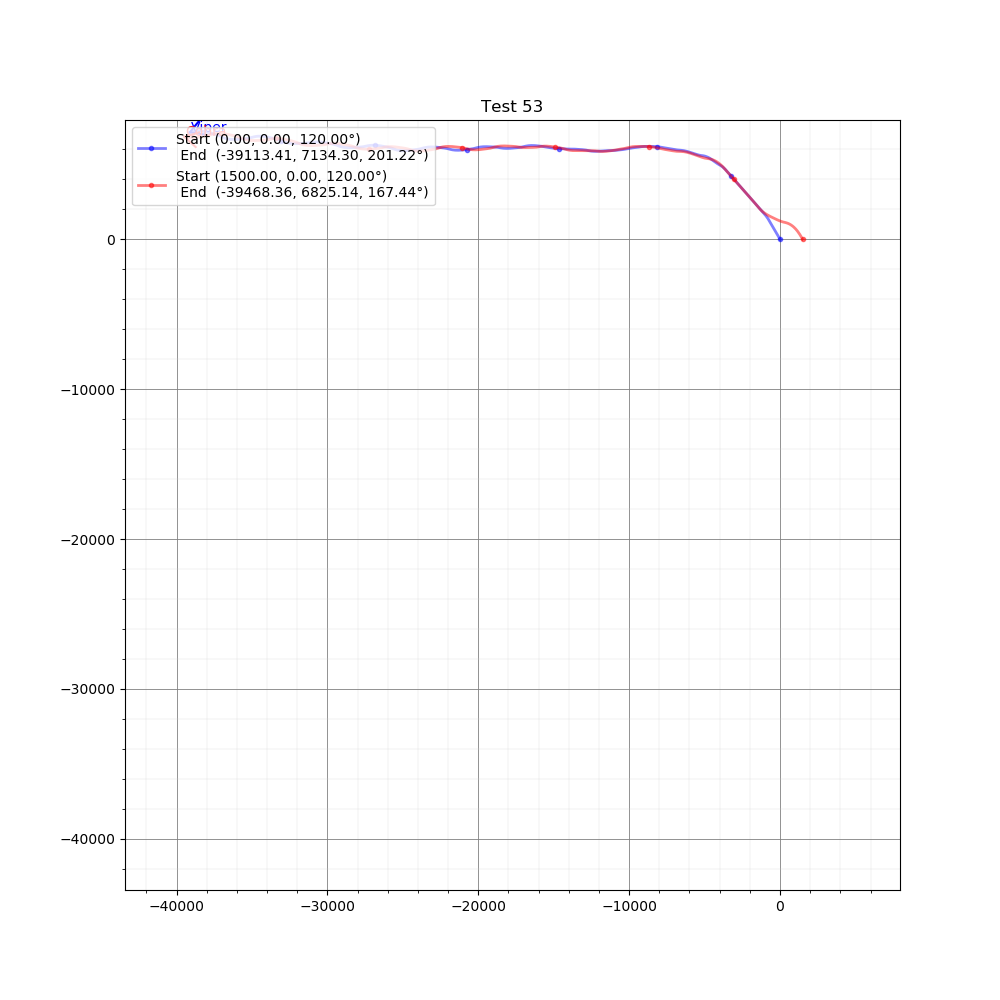 Test 53
Viper
Start (0.00, 0.00, 120.00°)
End (-39113.41, 7134.30, 201.22°)
Start (1500.00, 0.00, 120.00°)
End (-39468.36, 6825.14, 167.44°)
0
−10000
−20000
−30000
−40000
−40000
−30000
−20000
−10000
0